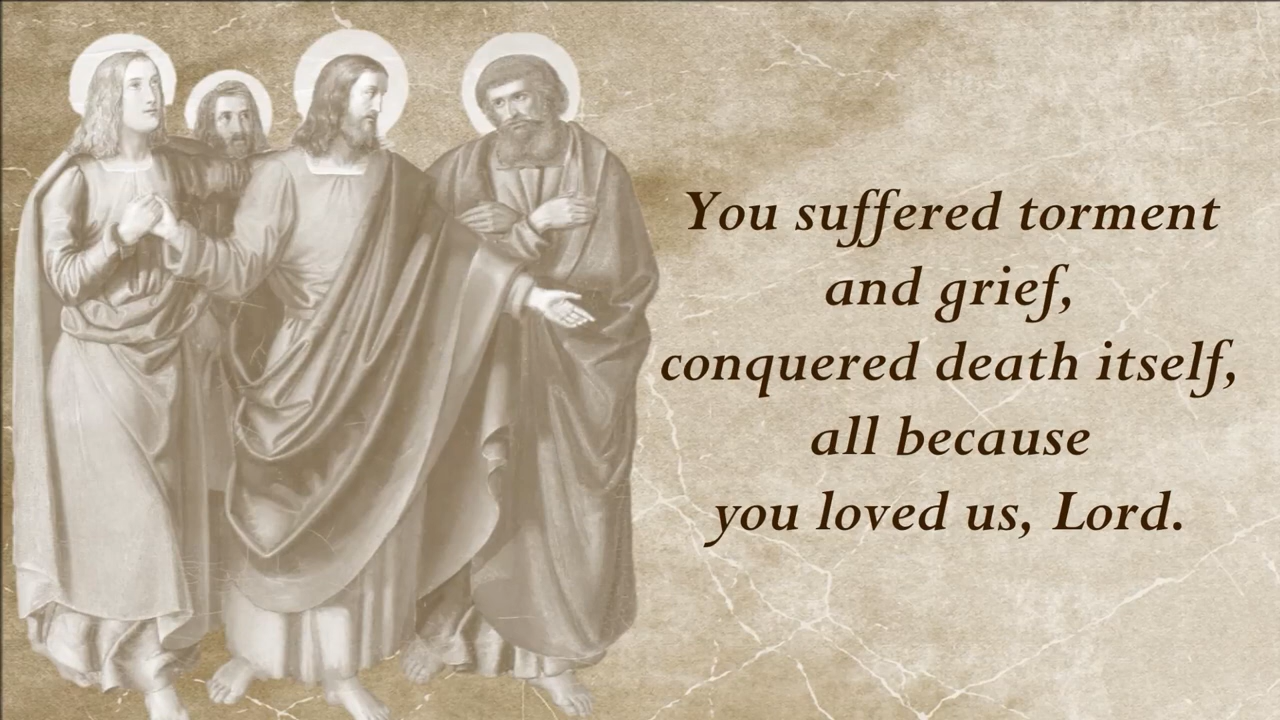 You suffered torment
and grief,
conquered death itself,
all because
you loved us, Lord.